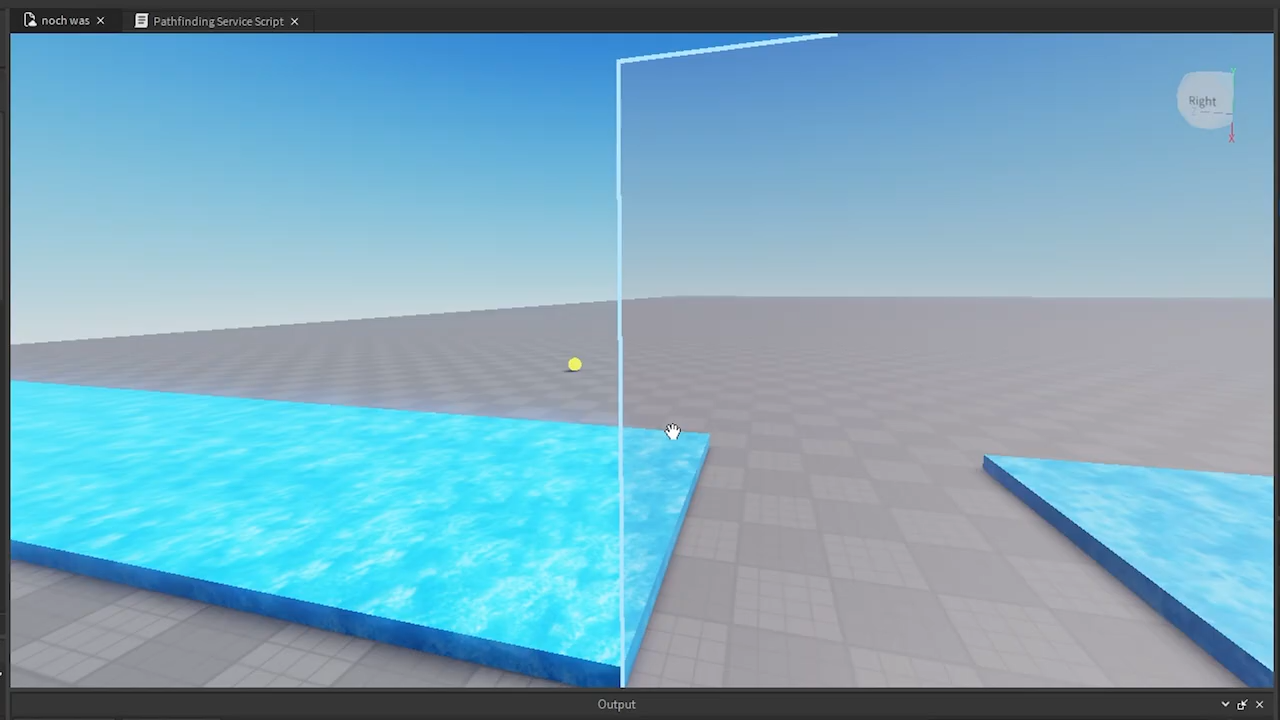 noch was
Pathfinding Service Script
Right
Y
Z
X
Output